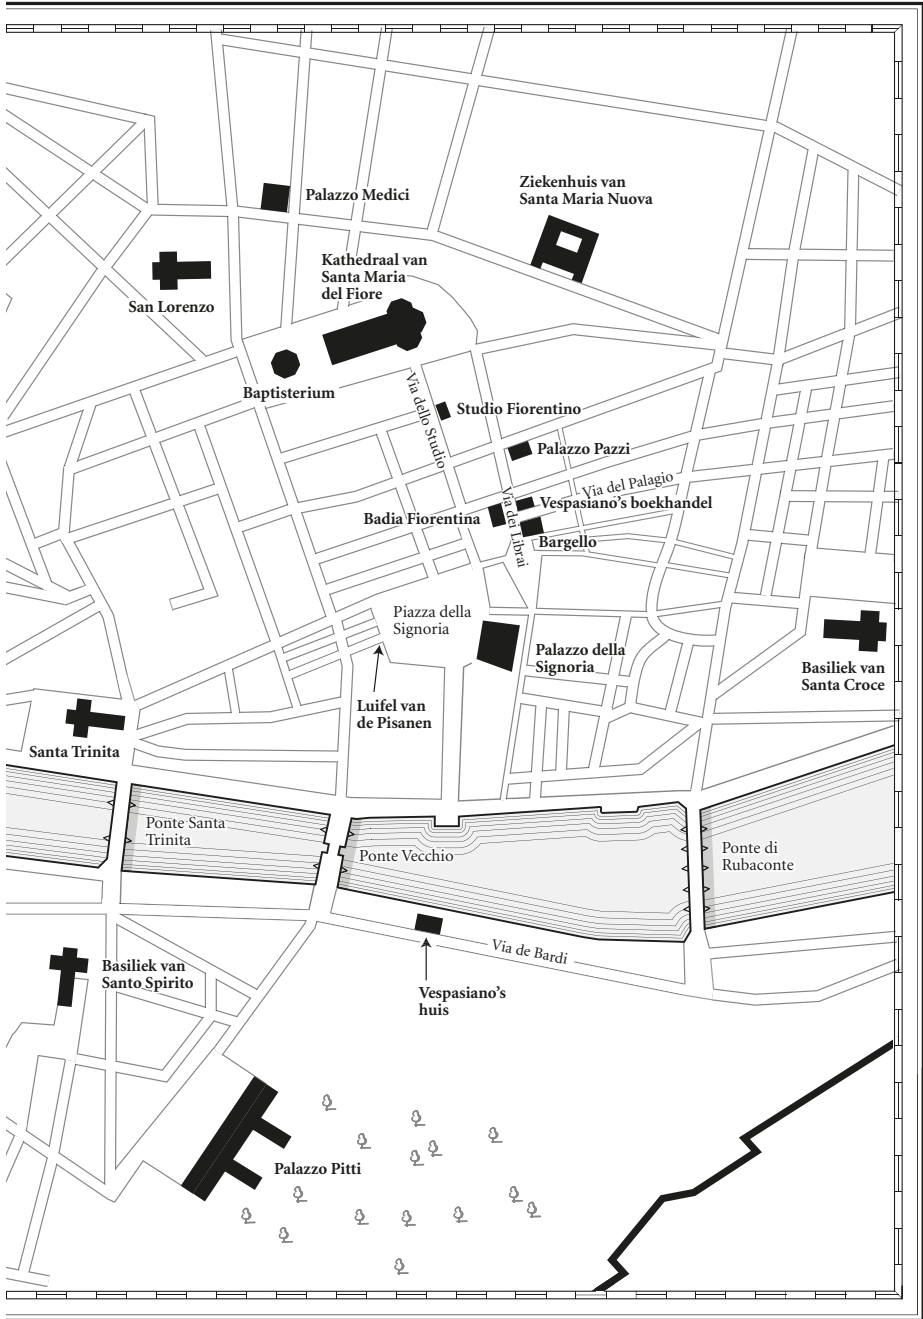 Palazzo Medici
Ziekenhuis van
Santa Maria Nuova
Kathedraal van
Santa Maria
del Fiore
San Lorenzo
Baptisterium
Via dello Studio
Studio Fiorentino
Palazzo Pazzi
Via del Palagio
Vespasiano’s boekhandel
Badia Fiorentina
Via dei Librai
Bargello
Piazza della
Signoria
Palazzo della
Signoria
Basiliek van
Santa Croce
Luifel van
de Pisanen
Santa Trinita
Ponte Santa
Trinita
Ponte Vecchio
Ponte di
Rubaconte
Via de Bardi
Basiliek van
Santo Spirito
Vespasiano’s
huis
Palazzo Pitti